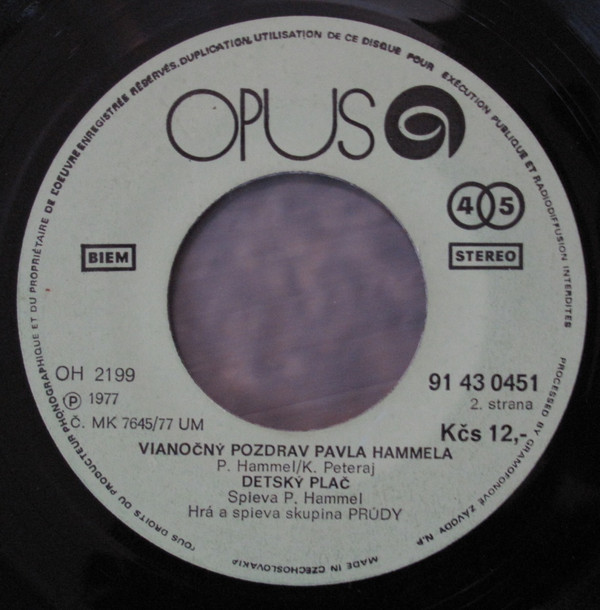 TOUS DROITS DU PRODUCTEUR PHONOGRAPHIQUE ET DU PROPRIÉTAIRE DE L'OEUVRE ENREGISTRÉE RÉSERVÉS. DUPLICATION, UTILISATION DE CE DISQUE POUR EXÉCUTION PUBLIQUE ET RADIODIFFUSION INTERDITES
OPUS
45
BIEM
STEREO
OH 2199
Ⓟ 1977
Č. MK 7645/77 UM
91 43 0451
2. strana
Kčs 12,-
VIANOČNÝ POZDRAV PAVLA HAMMELA
P. Hammel/K. Peteraj
DETSKÝ PLAČ
Spieva P. Hammel
Hrá a spieva skupina PRÚDY
PROCESSED BY GRAMOFONOVÉ ZÁVODY N.P.
MADE IN CZECHOSLOVAKIA